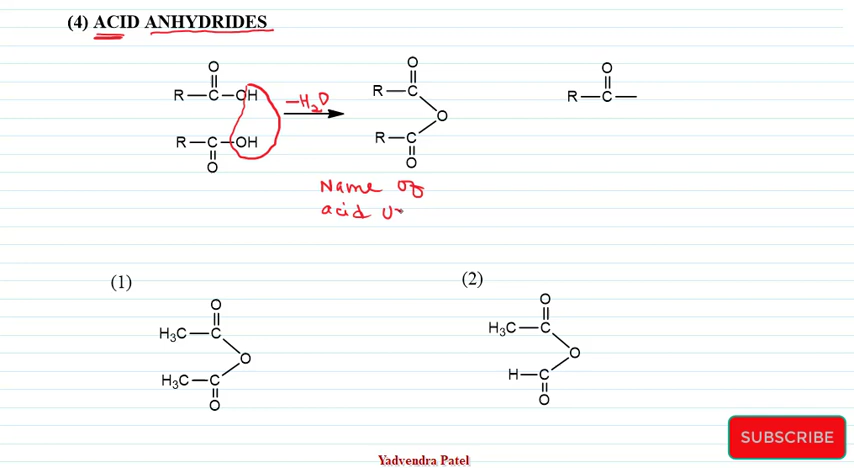 (4) ACID ANHYDRIDES
O
R—C—OH
R—C—OH
O
—H2O
O
R—C
O
R—C
O
O
R—C—
Name of
acid
(1)
(2)
O
H3C—C
O
H3C—C
O
O
H3C—C
O
H—C
O
SUBSCRIBE
Yadvendra Patel